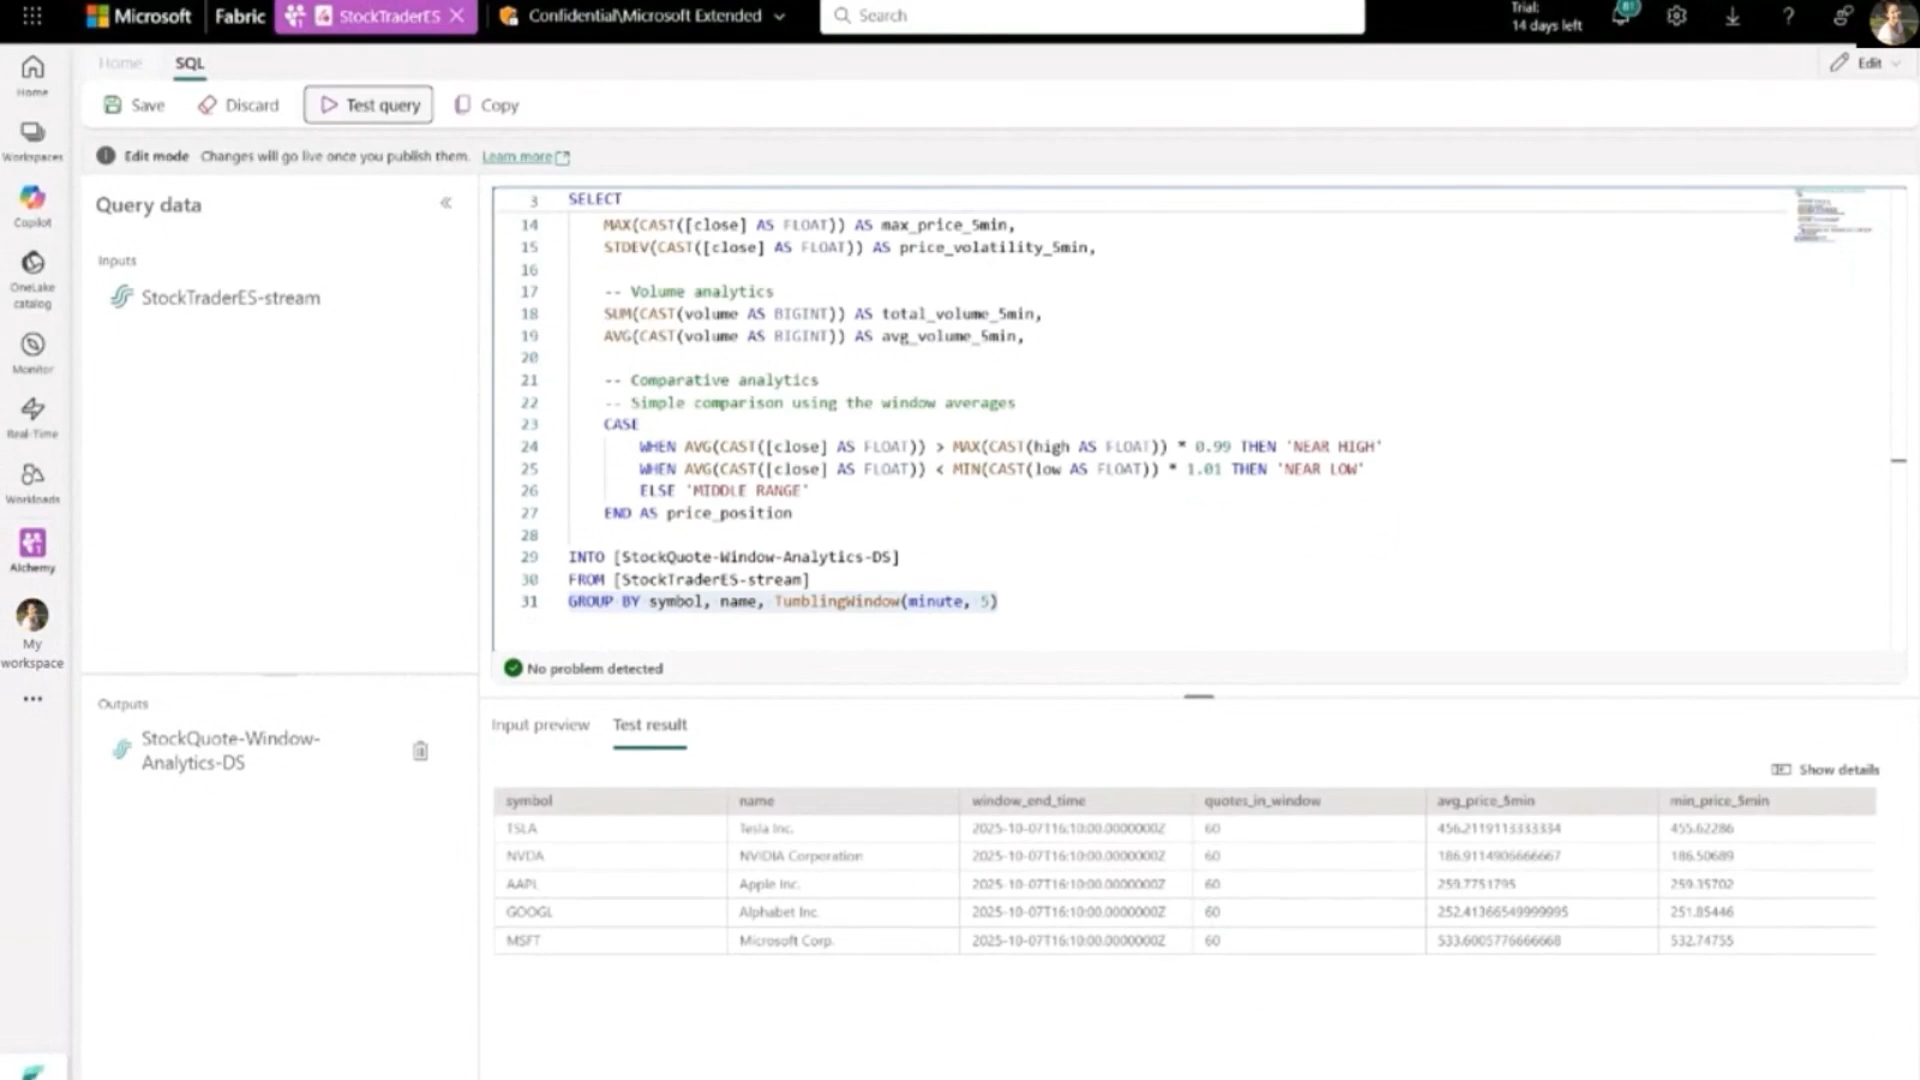 Microsoft Fabric StockTraderES Confidential\Microsoft Extended Search Trial: 14 days left
Home SQL Edit
Save Discard Test query Copy
Edit mode Changes will go live once you publish them. Learn more
Home
Workspaces
Copilot
OneLake catalog
Monitor
Real-Time
Workloads
Alchemy
My workspace
Query data
Inputs
StockTraderES-stream
Outputs
StockQuote-Window-
Analytics-DS
3 SELECT
14 MAX(CAST([close] AS FLOAT)) AS max_price_5min,
15 STDEV(CAST([close] AS FLOAT)) AS price_volatility_5min,
16
17 -- Volume analytics
18 SUM(CAST(volume AS BIGINT)) AS total_volume_5min,
19 AVG(CAST(volume AS BIGINT)) AS avg_volume_5min,
20
21 -- Comparative analytics
22 -- Simple comparison using the window averages
23 CASE
24 WHEN AVG(CAST([close] AS FLOAT)) > MAX(CAST(high AS FLOAT)) * 0.99 THEN 'NEAR HIGH'
25 WHEN AVG(CAST([close] AS FLOAT)) < MIN(CAST(low AS FLOAT)) * 1.01 THEN 'NEAR LOW'
26 ELSE 'MIDDLE RANGE'
27 END AS price_position
28
29 INTO [StockQuote-Window-Analytics-DS]
30 FROM [StockTraderES-stream]
31 GROUP BY symbol, name, TumblingWindow(minute, 5)
No problem detected
Input preview Test result
Show details
symbol name window_end_time quotes_in_window avg_price_5min min_price_5min
TSLA Tesla Inc. 2025-10-07T16:10:00.0000000Z 60 456.2119113333334 455.62286
NVDA NVIDIA Corporation 2025-10-07T16:10:00.0000000Z 60 186.9114906666667 186.50689
AAPL Apple Inc. 2025-10-07T16:10:00.0000000Z 60 259.7751795 259.35702
GOOGL Alphabet Inc. 2025-10-07T16:10:00.0000000Z 60 252.41366549999995 251.85446
MSFT Microsoft Corp. 2025-10-07T16:10:00.0000000Z 60 533.6005776666668 532.74755